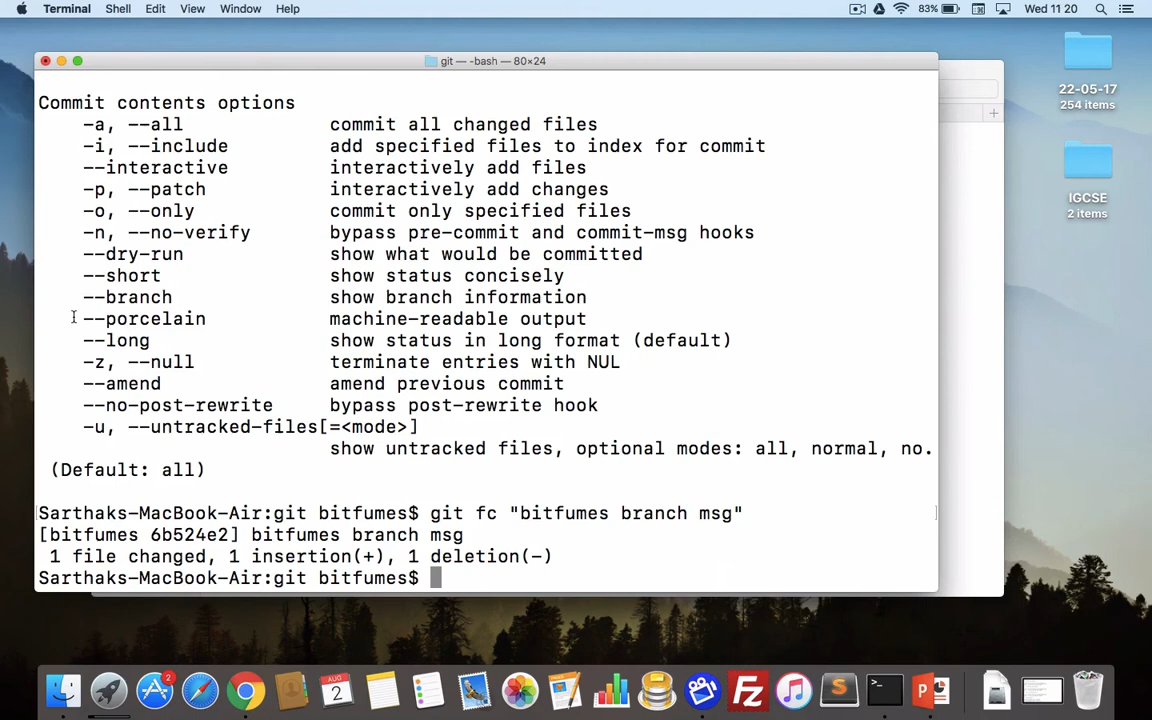 Terminal Shell Edit View Window Help 83% Wed 11 20
git — -bash — 80×24
22-05-17
254 items
IGCSE
2 items
Commit contents options
-a, --all commit all changed files
-i, --include add specified files to index for commit
--interactive interactively add files
-p, --patch interactively add changes
-o, --only commit only specified files
-n, --no-verify bypass pre-commit and commit-msg hooks
--dry-run show what would be committed
--short show status concisely
--branch show branch information
--porcelain machine-readable output
--long show status in long format (default)
-z, --null terminate entries with NUL
--amend amend previous commit
--no-post-rewrite bypass post-rewrite hook
-u, --untracked-files[=<mode>]
show untracked files, optional modes: all, normal, no.
(Default: all)
Sarthaks-MacBook-Air:git bitfumes$ git fc "bitfumes branch msg"
[bitfumes 6b524e2] bitfumes branch msg
1 file changed, 1 insertion(+), 1 deletion(-)
Sarthaks-MacBook-Air:git bitfumes$
2
AUG
2
Fz
S
>_
P